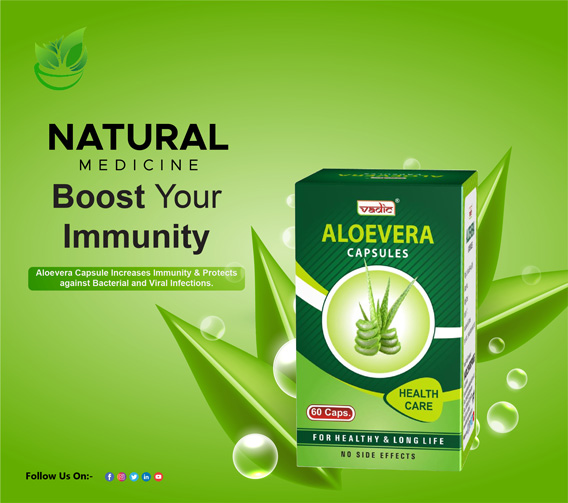 NATURAL
MEDICINE
Boost Your
Immunity
Aloevera Capsule Increases Immunity & Protects
against Bacterial and Viral Infections.
vadic®
ALOEVERA
CAPSULES
HEALTH
CARE
60 Caps.
FOR HEALTHY & LONG LIFE
NO SIDE EFFECTS
Follow Us On:-